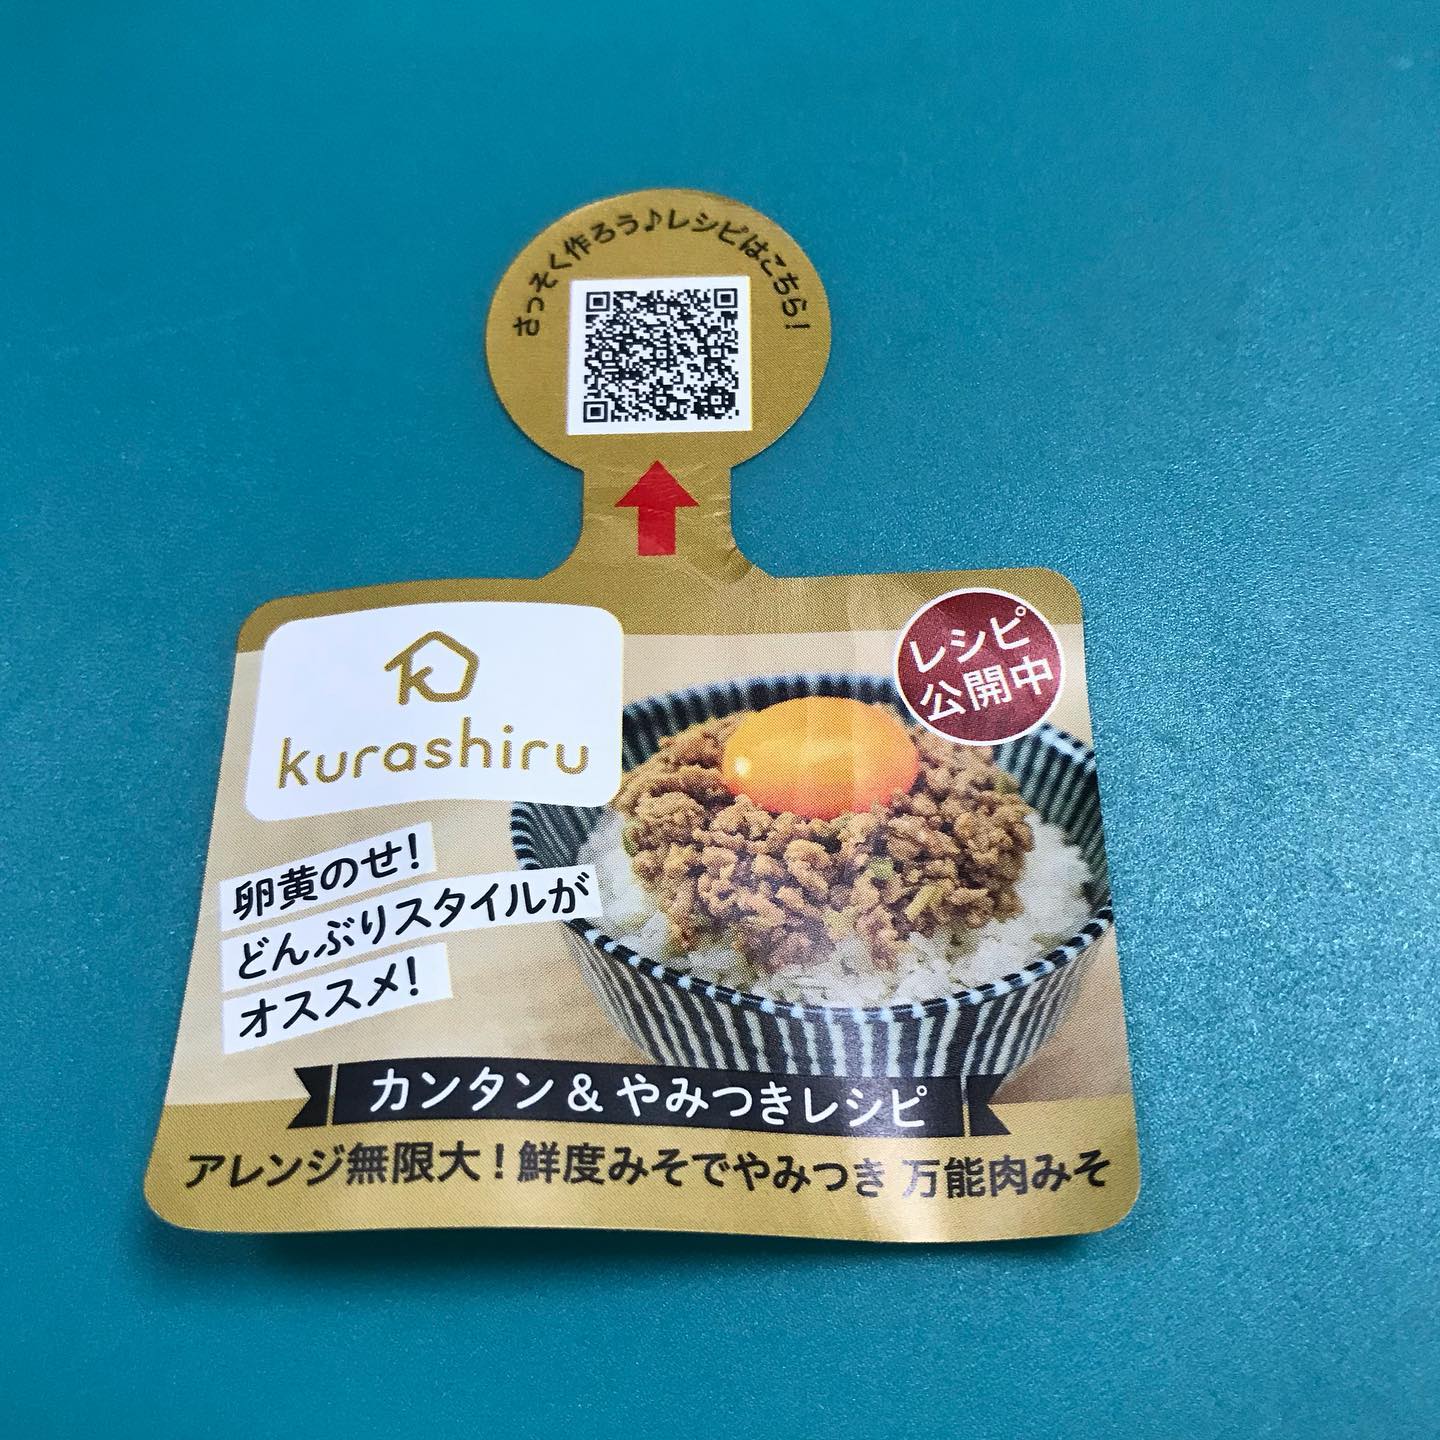 さっそく作ろう♪レシピはこちら!
kurashiru
レシピ
公開中
卵黄のせ!
どんぶりスタイルが
オススメ!
カンタン&やみつきレシピ
アレンジ無限大!鮮度みそでやみつき 万能肉みそ